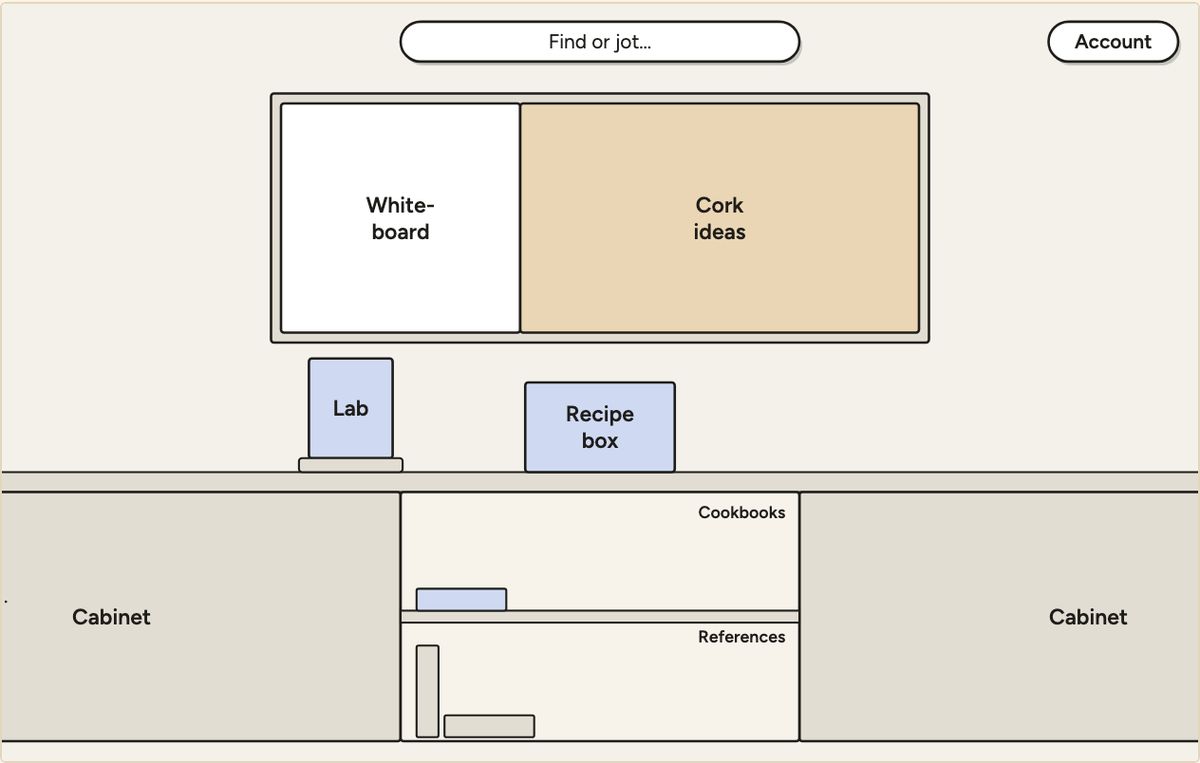 Find or jot...
Account
White-
board
Cork
ideas
Lab
Recipe
box
Cookbooks
Cabinet
Cabinet
References